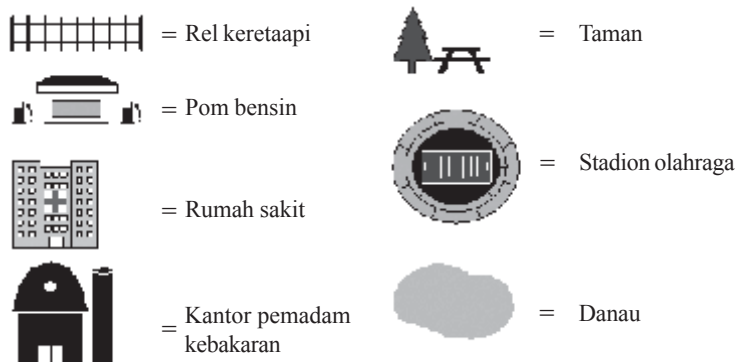 = Rel keretaapi
= Pom bensin
= Rumah sakit
= Kantor pemadam
kebakaran
= Taman
= Stadion olahraga
= Danau